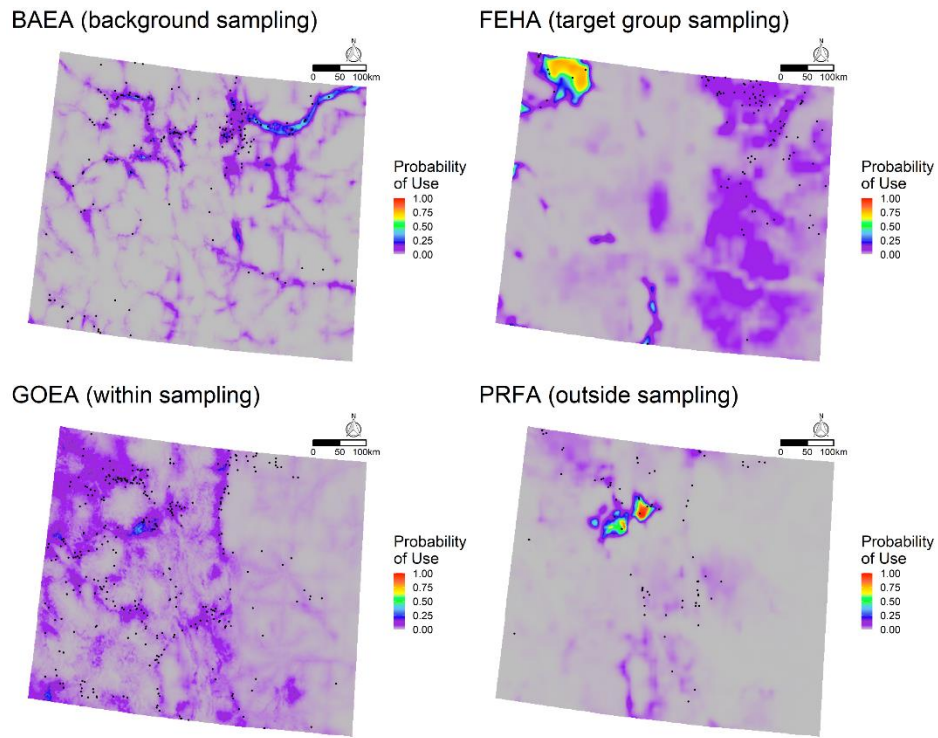 BAEA (background sampling)
N
0 50 100km
Probability
of Use
1.00
0.75
0.50
0.25
0.00
FEHA (target group sampling)
N
0 50 100km
Probability
of Use
1.00
0.75
0.50
0.25
0.00
GOEA (within sampling)
N
0 50 100km
Probability
of Use
1.00
0.75
0.50
0.25
0.00
PRFA (outside sampling)
N
0 50 100km
Probability
of Use
1.00
0.75
0.50
0.25
0.00